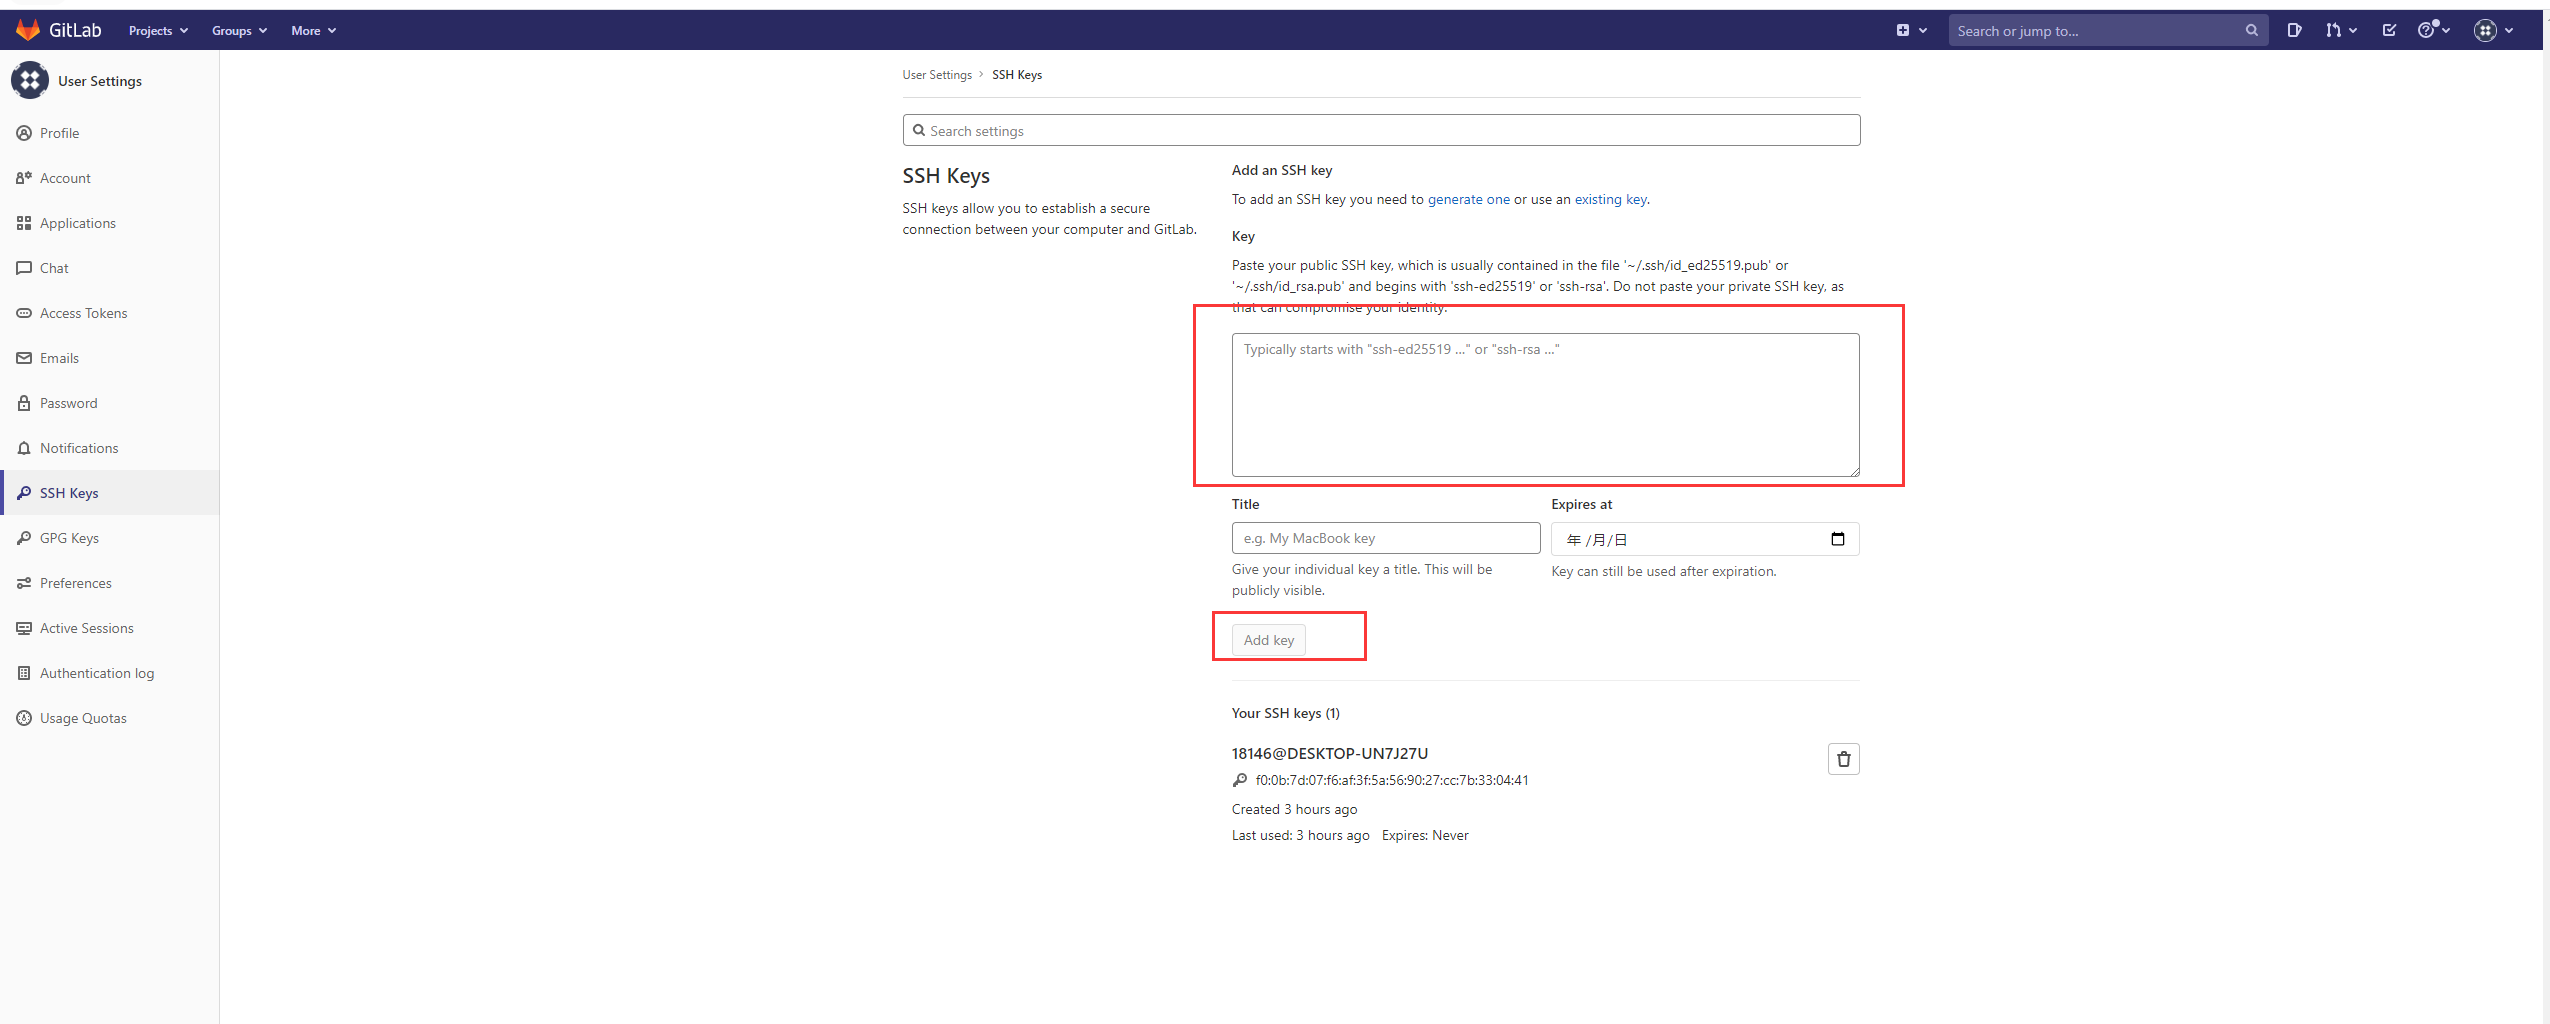 GitLab
Projects
Groups
More
Search or jump to...
User Settings
Profile
Account
Applications
Chat
Access Tokens
Emails
Password
Notifications
SSH Keys
GPG Keys
Preferences
Active Sessions
Authentication log
Usage Quotas
User Settings > SSH Keys
Search settings
SSH Keys
SSH keys allow you to establish a secure
connection between your computer and GitLab.
Add an SSH key
To add an SSH key you need to generate one or use an existing key.
Key
Paste your public SSH key, which is usually contained in the file '~/.ssh/id_ed25519.pub' or
'~/.ssh/id_rsa.pub' and begins with 'ssh-ed25519' or 'ssh-rsa'. Do not paste your private SSH key, as
that can compromise your identity.
Typically starts with "ssh-ed25519 ..." or "ssh-rsa ..."
Title
Expires at
e.g. My MacBook key
年 /月/日
Give your individual key a title. This will be
publicly visible.
Key can still be used after expiration.
Add key
Your SSH keys (1)
18146@DESKTOP-UN7J27U
f0:0b:7d:07:f6:af:3f:5a:56:90:27:cc:7b:33:04:41
Created 3 hours ago
Last used: 3 hours ago Expires: Never